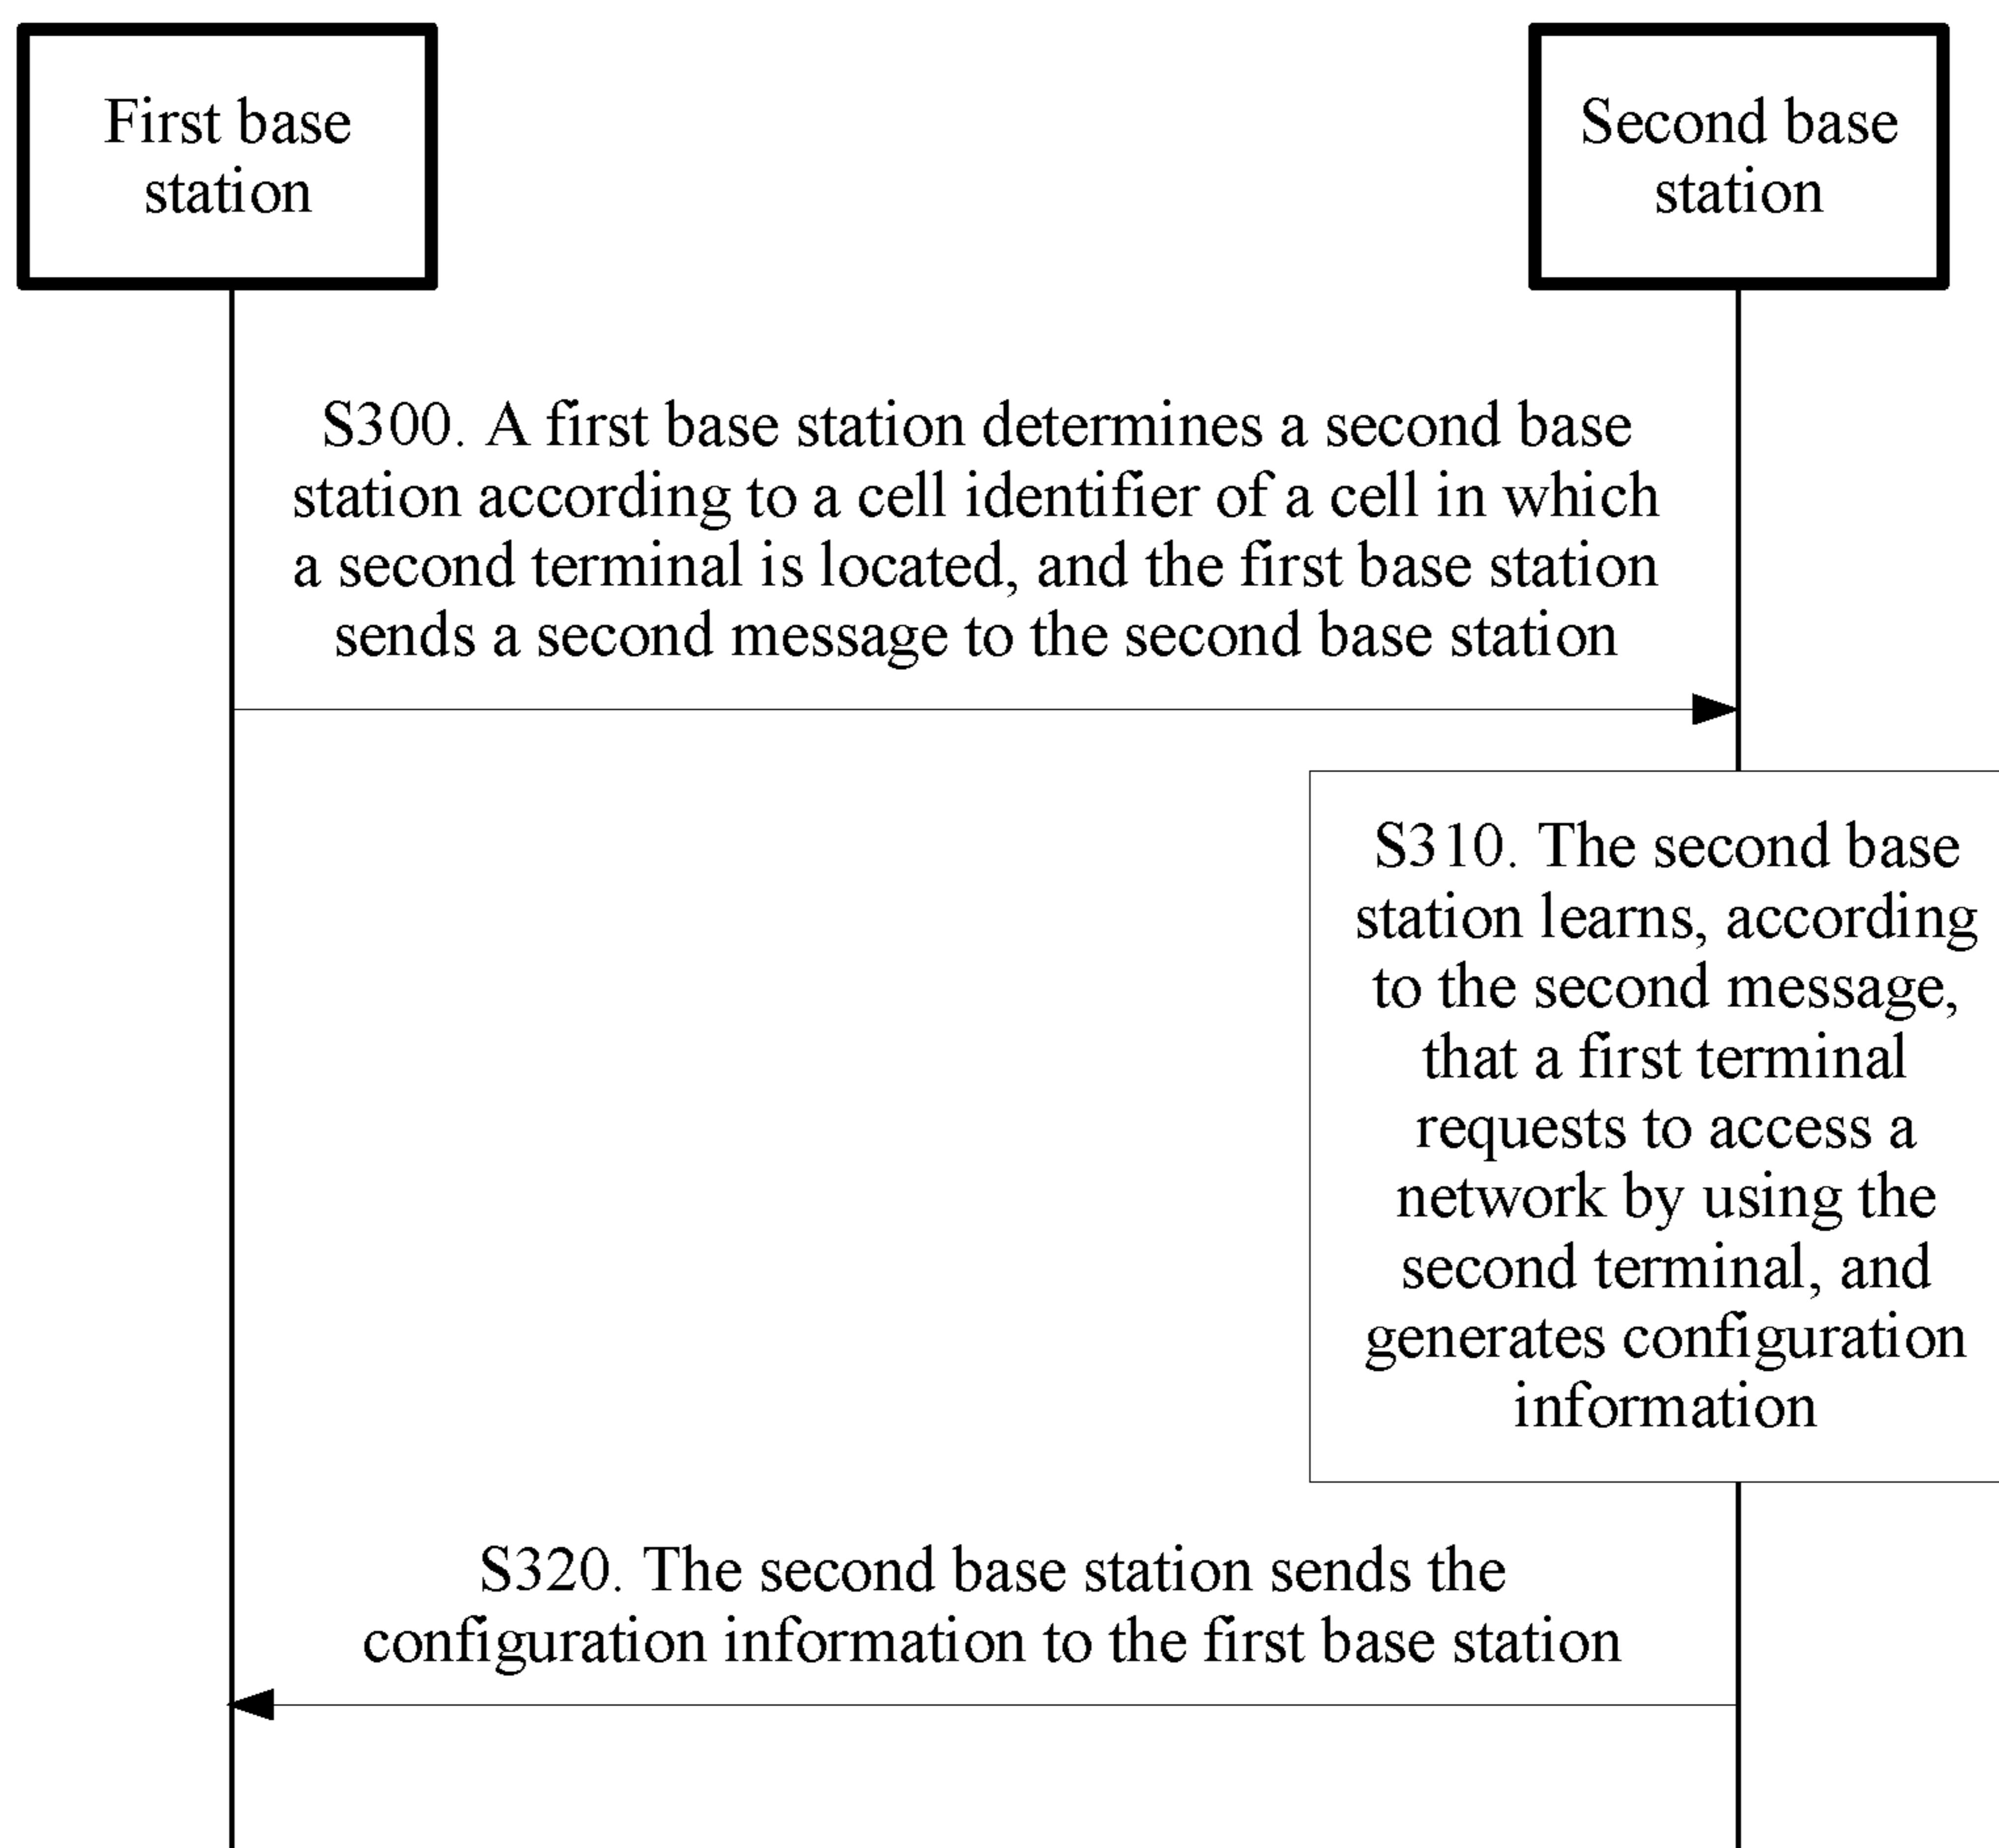 First base
station
Second base
station
S300. A first base station determines a second base
station according to a cell identifier of a cell in which
a second terminal is located, and the first base station
sends a second message to the second base station
S310. The second base
station learns, according
to the second message,
that a first terminal
requests to access a
network by using the
second terminal, and
generates configuration
information
S320. The second base station sends the
configuration information to the first base station